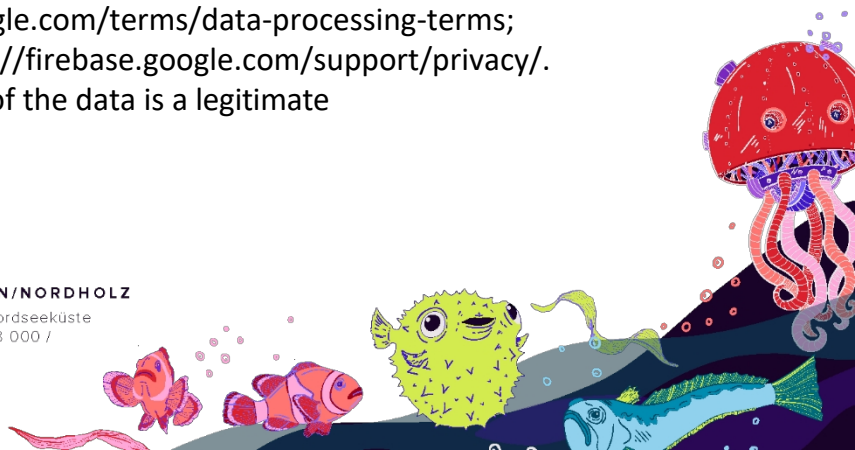 gle.com/terms/data-processing-terms;
//firebase.google.com/support/privacy/.
of the data is a legitimate
N/NORDHOLZ
ordseeküste
3 000 /